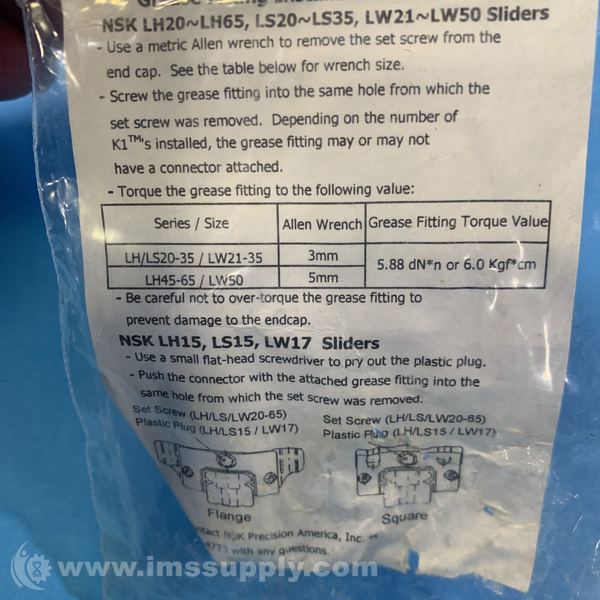 NSK LH20~LH65, LS20~LS35, LW21~LW50 Sliders
- Use a metric Allen wrench to remove the set screw from the
end cap. See the table below for wrench size.
- Screw the grease fitting into the same hole from which the
set screw was removed. Depending on the number of
K1™'s installed, the grease fitting may or may not
have a connector attached.
- Torque the grease fitting to the following value:
Series / Size Allen Wrench Grease Fitting Torque Value
LH/LS20-35 / LW21-35 3mm 5.88 dN*n or 6.0 Kgf*cm
LH45-65 / LW50 5mm
- Be careful not to over-torque the grease fitting to
prevent damage to the endcap.
NSK LH15, LS15, LW17 Sliders
- Use a small flat-head screwdriver to pry out the plastic plug.
- Push the connector with the attached grease fitting into the
same hole from which the set screw was removed.
Set Screw (LH/LS/LW20-65) Set Screw (LH/LS/LW20-65)
Plastic Plug (LH/LS15 / LW17) Plastic Plug (LH/LS15 / LW17)
Flange Square
NSK Precision America, Inc.
with any questions.
www.imssupply.com